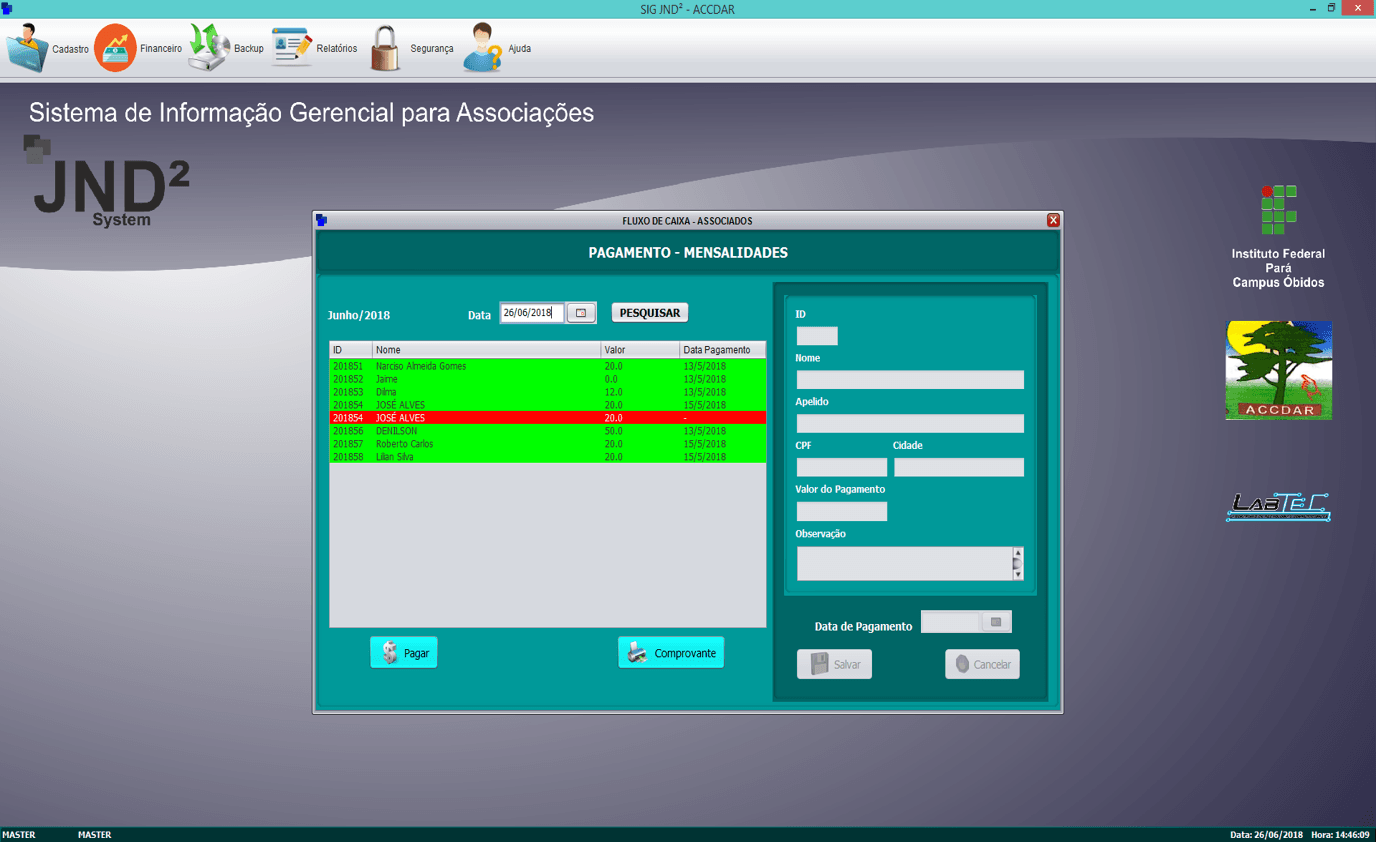 SIG JND² - ACCDAR
Cadastro Financeiro Backup Relatórios Segurança Ajuda
Sistema de Informação Gerencial para Associações
JND²
System
Instituto Federal
Pará
Campus Óbidos
ACCDAR
LABTEC
FLUXO DE CAIXA - ASSOCIADOS
PAGAMENTO - MENSALIDADES
Junho/2018 Data 26/06/2018 PESQUISAR
ID Nome Valor Data Pagamento
201851 Narciso Almeida Gomes 20.0 13/5/2018
201852 Jaime 0.0 13/5/2018
201853 Dilma 12.0 13/5/2018
201854 JOSÉ ALVES 20.0 15/5/2018
201854 JOSÉ ALVES 20.0 -
201856 DENILSON 50.0 13/5/2018
201857 Roberto Carlos 20.0 15/5/2018
201858 Lilian Silva 20.0 15/5/2018
Pagar Comprovante
ID
Nome
Apelido
CPF Cidade
Valor do Pagamento
Observação
Data de Pagamento
Salvar Cancelar
MASTER MASTER Data: 26/06/2018 Hora: 14:46:09